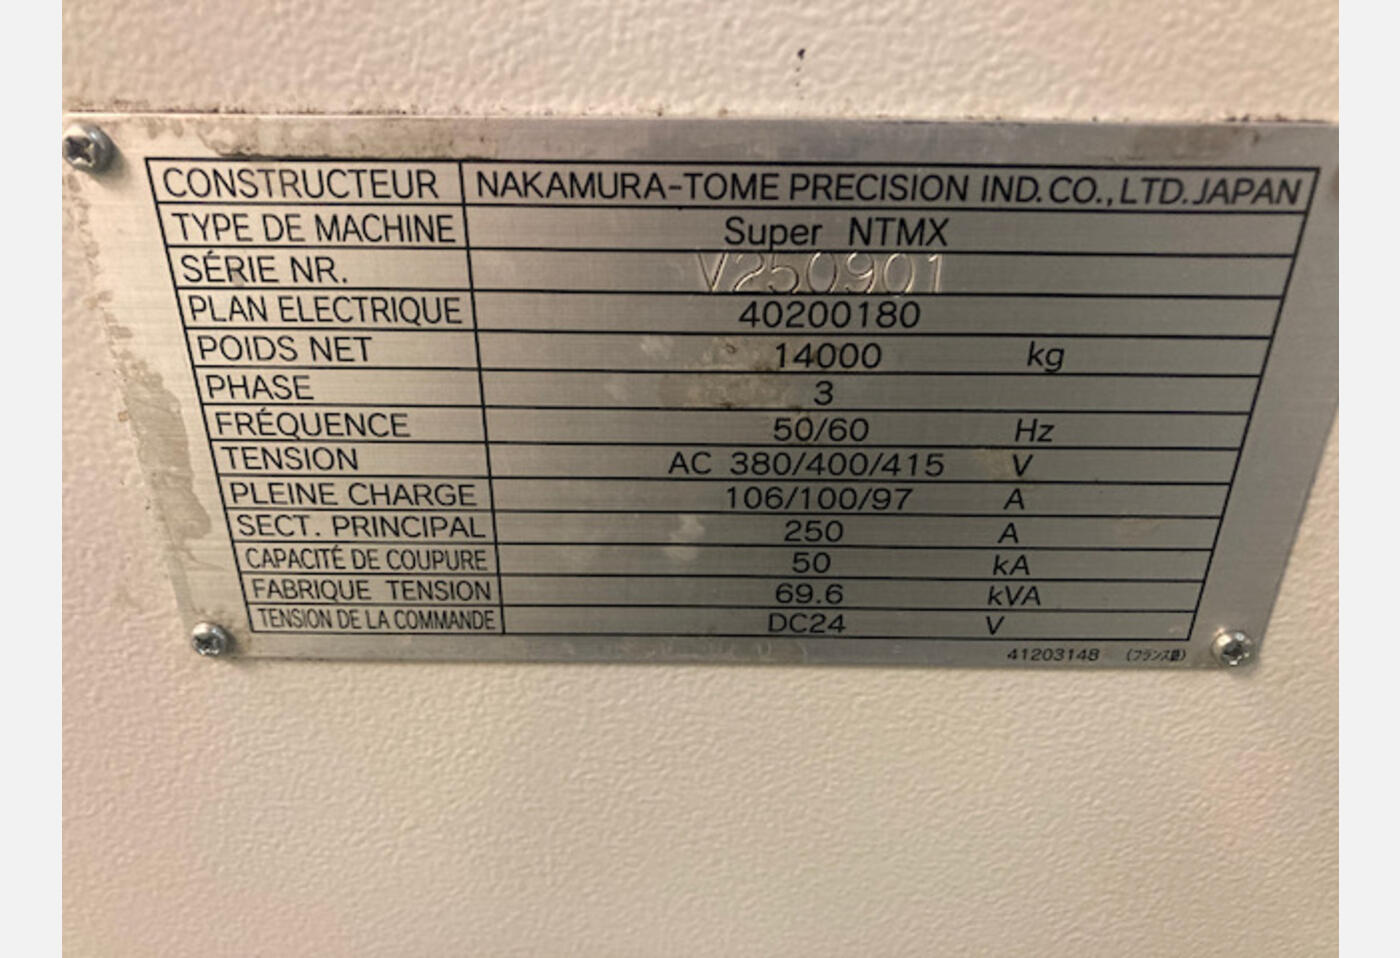 CONSTRUCTEUR NAKAMURA-TOME PRECISION IND. CO., LTD. JAPAN
TYPE DE MACHINE Super NTMX
SÉRIE NR. V250901
PLAN ELECTRIQUE 40200180
POIDS NET 14000 kg
PHASE 3
FRÉQUENCE 50/60 Hz
TENSION AC 380/400/415 V
PLEINE CHARGE 106/100/97 A
SECT. PRINCIPAL 250 A
CAPACITÉ DE COUPURE 50 kA
FABRIQUE TENSION 69.6 kVA
TENSION DE LA COMMANDE DC24 V
41203148